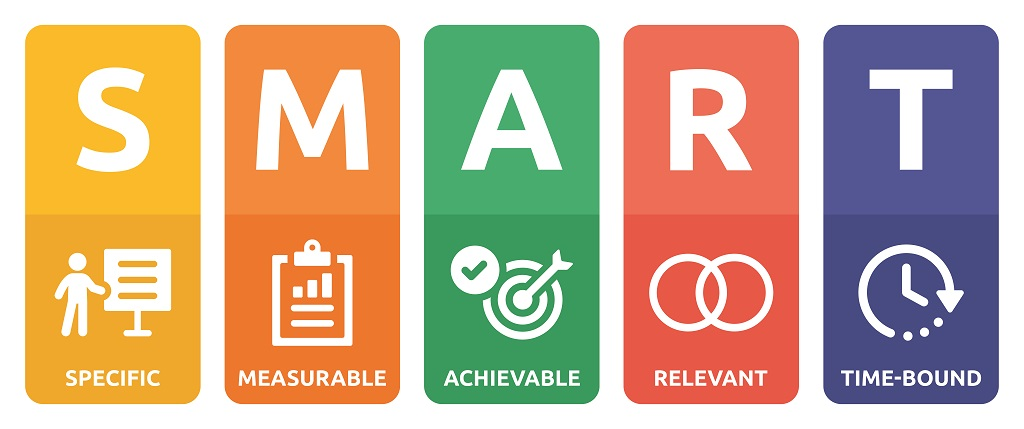 S M A R T
SPECIFIC MEASURABLE ACHIEVABLE RELEVANT TIME-BOUND